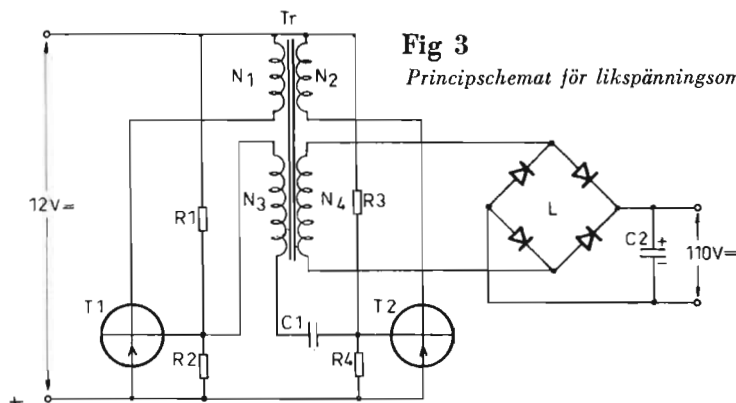 Tr
Fig 3
Principschemat för likspänningsom
N1
N2
N3
N4
R3
12V=
R1
L
C2
+
110V=
T1
C1
T2
R2
R4
+